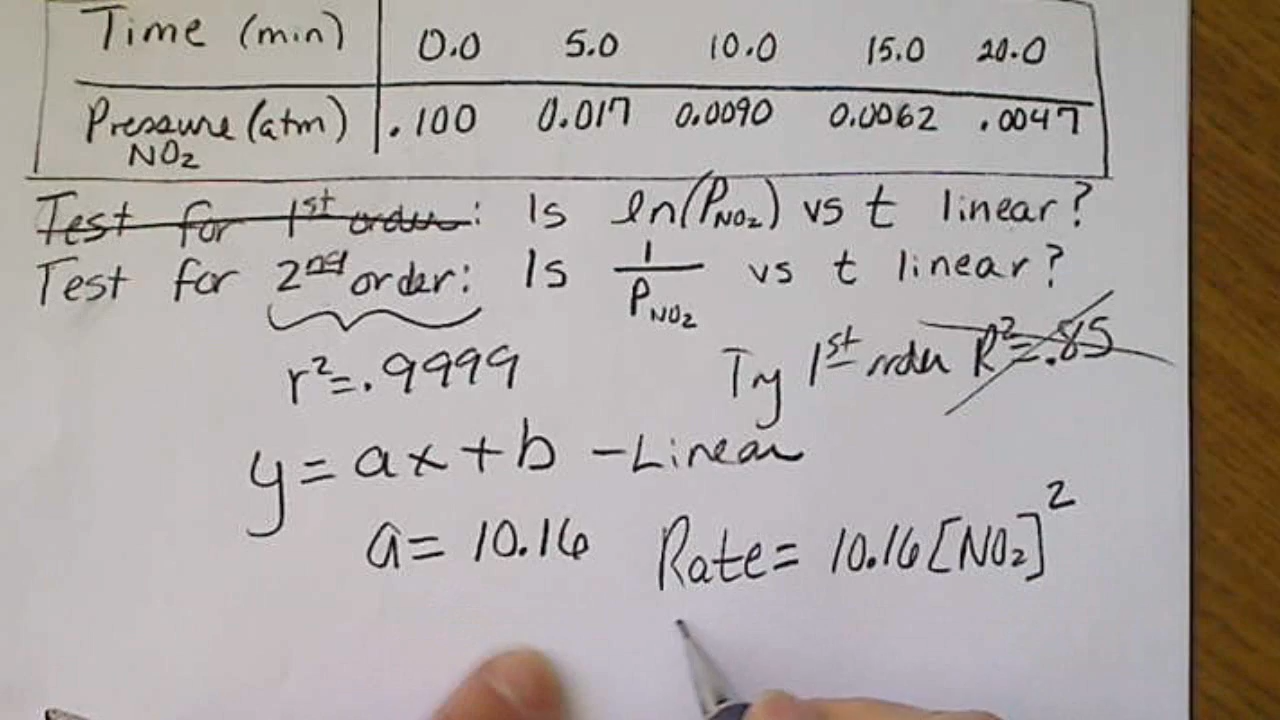 Time (min) 0.0 5.0 10.0 15.0 20.0
Pressure (atm) .100 0.017 0.0090 0.0062 .0047
NO₂
Test for 1st order: Is ln(P_NO₂) vs t linear?
Test for 2nd order: Is 1/P_NO₂ vs t linear?
r²=.9999 Try 1st order R²=.85
y=ax+b -Linear
a=10.16 Rate=10.16[NO₂]²